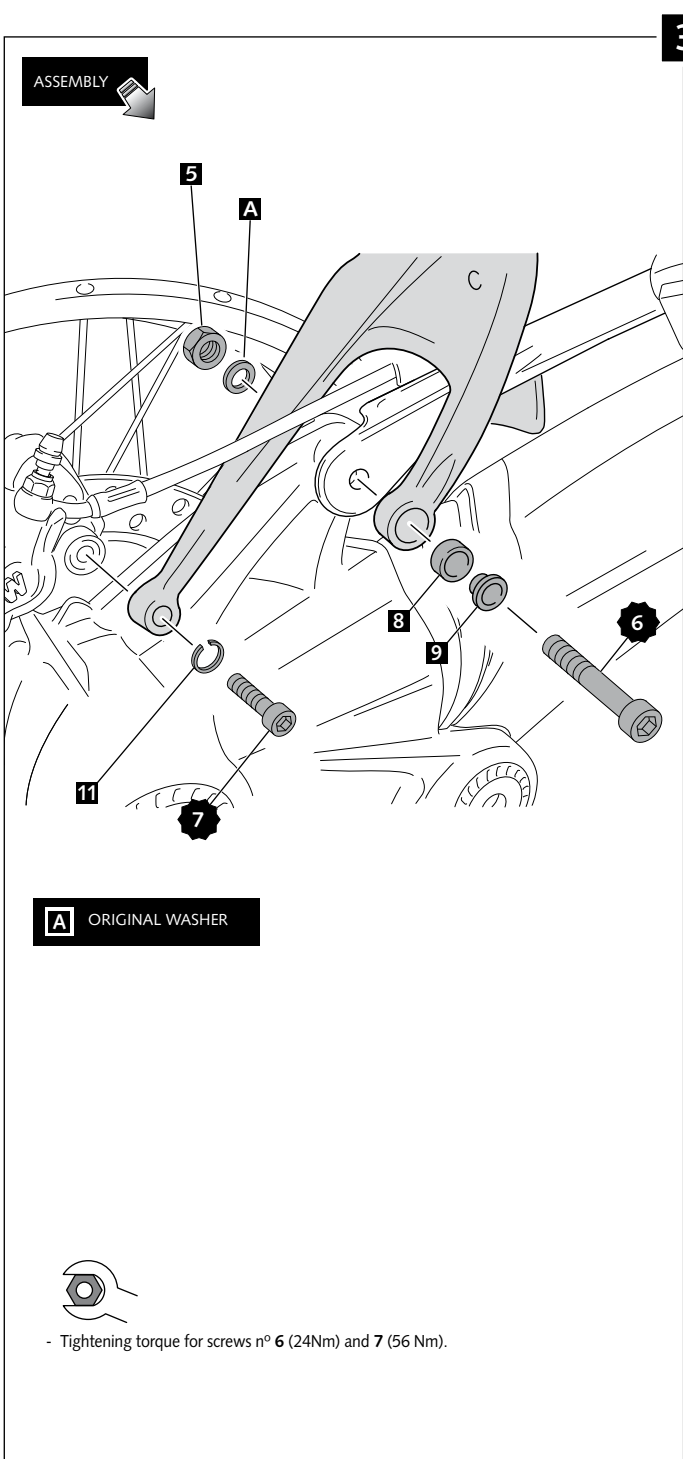 3
ASSEMBLY
5
A
8
9
6
11
7
A ORIGINAL WASHER
- Tightening torque for screws nº 6 (24Nm) and 7 (56 Nm).